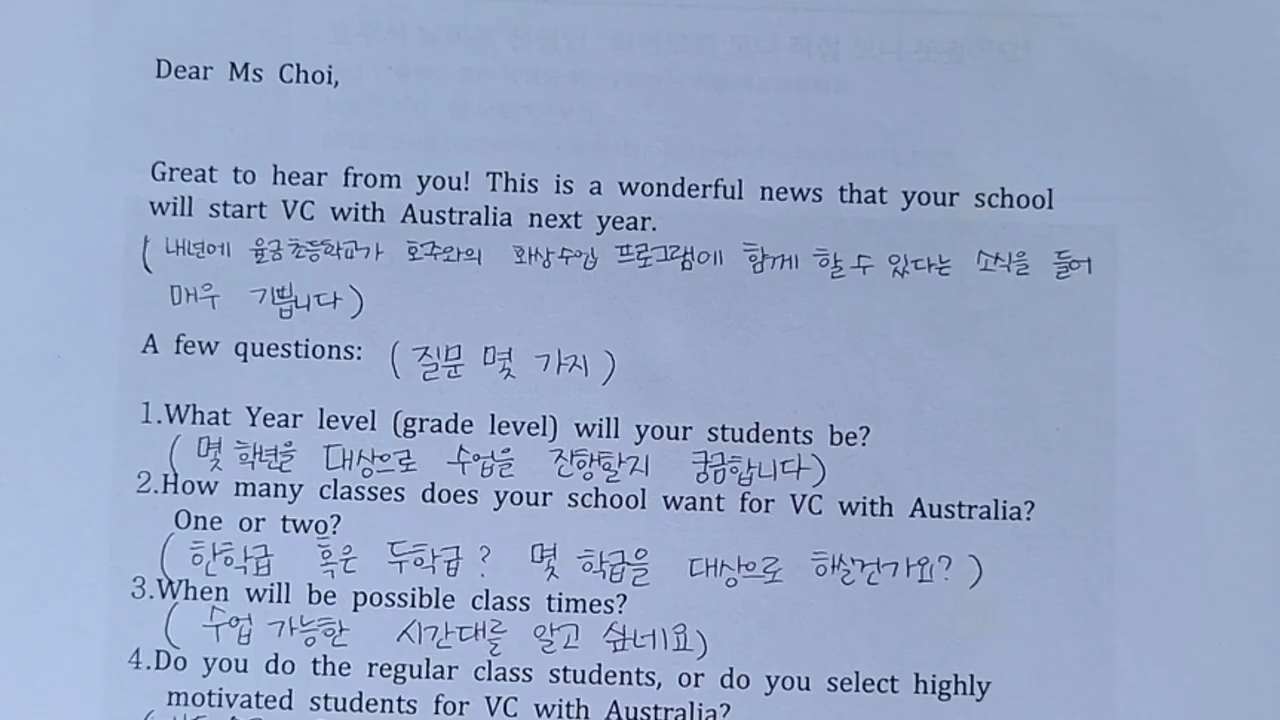 Dear Ms Choi,
Great to hear from you! This is a wonderful news that your school
will start VC with Australia next year.
( 내년에 율궁초등학교가 호주와의 화상수업 프로그램에 함께 할 수 있다는 소식을 들어
매우 기쁩니다 )
A few questions: ( 질문 몇 가지 )
1.What Year level (grade level) will your students be?
( 몇 학년을 대상으로 수업을 진행할지 궁금합니다)
2.How many classes does your school want for VC with Australia?
One or two?
( 한학급 혹은 두학급? 몇 학급을 대상으로 하실건가요? )
3.When will be possible class times?
( 수업 가능한 시간대를 알고 싶네요)
4.Do you do the regular class students, or do you select highly
motivated students for VC with Australia?